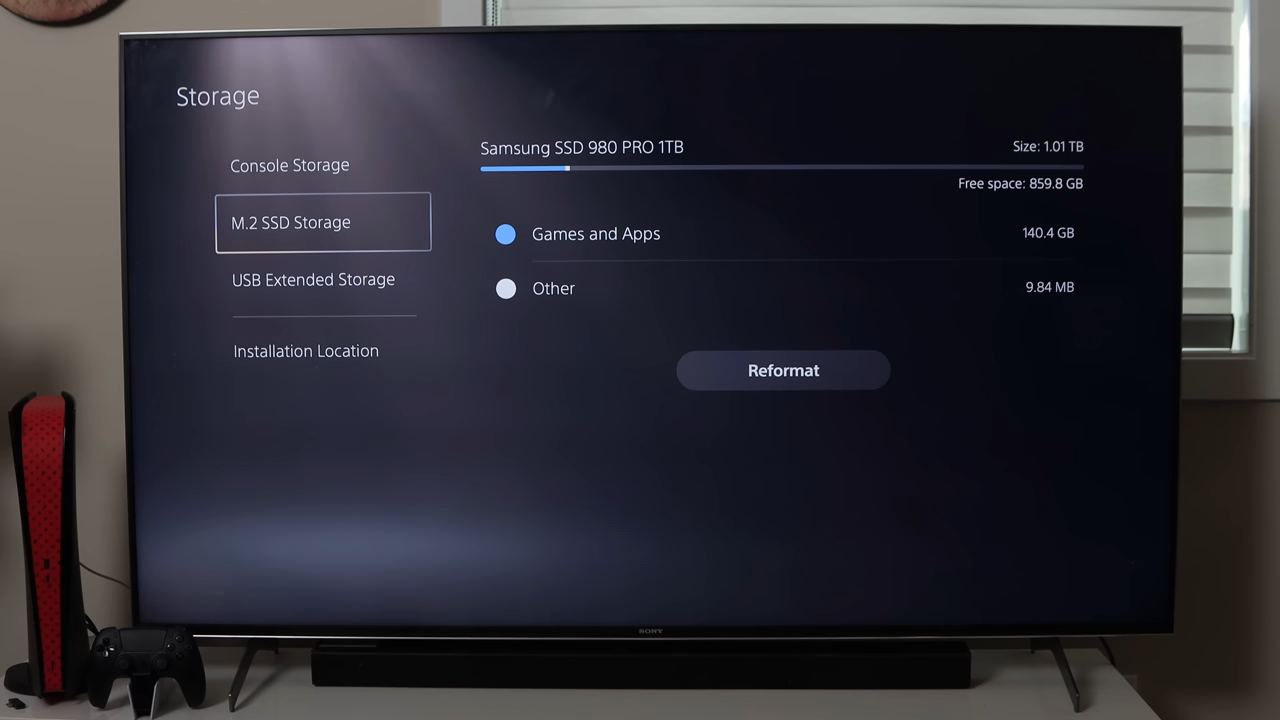 Storage
Console Storage
M.2 SSD Storage
USB Extended Storage
Installation Location
Samsung SSD 980 PRO 1TB
Size: 1.01 TB
Free space: 859.8 GB
Games and Apps
140.4 GB
Other
9.84 MB
Reformat
SONY